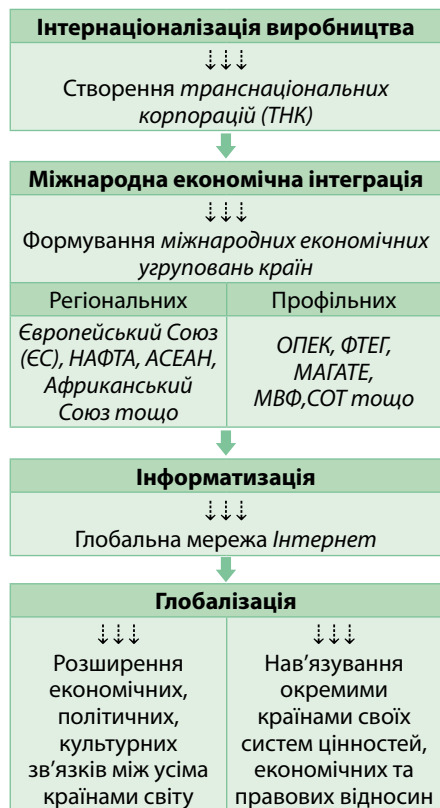 Інтернаціоналізація виробництва
Створення транснаціональних
корпорацій (ТНК)
Міжнародна економічна інтеграція
Формування міжнародних економічних
угруповань країн
Регіональних
Європейський Союз
(ЄС), НАФТА, АСЕАН,
Африканський
Союз тощо
Профільних
ОПЕК, ФТЕГ,
МАГАТЕ,
МВФ,СОТ тощо
Інформатизація
Глобальна мережа Інтернет
Глобалізація
Розширення
економічних,
політичних,
культурних
зв’язків між усіма
країнами світу
Нав’язування
окремими
країнами своїх
систем цінностей,
економічних та
правових відносин